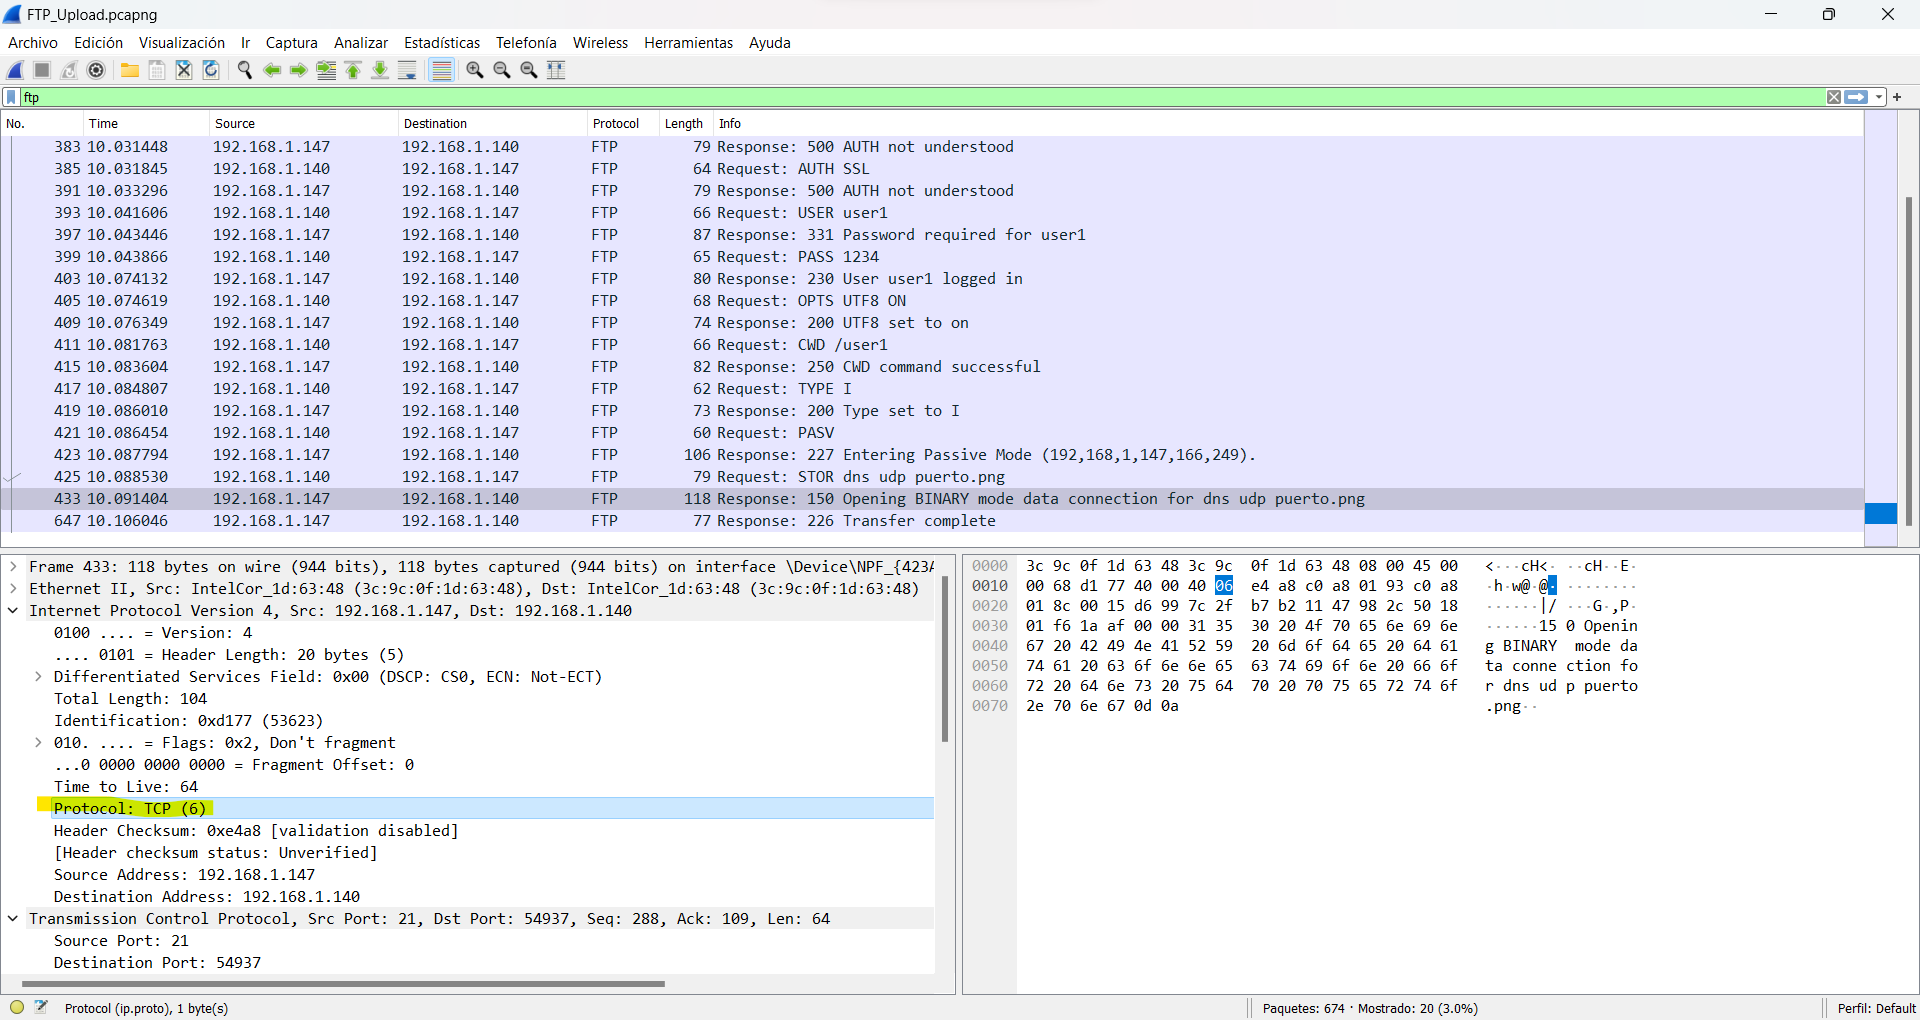 FTP_Upload.pcapng
Archivo Edición Visualización Ir Captura Analizar Estadísticas Telefonía Wireless Herramientas Ayuda
ftp
No. Time Source Destination Protocol Length Info
383 10.031448 192.168.1.147 192.168.1.140 FTP 79 Response: 500 AUTH not understood
385 10.031845 192.168.1.140 192.168.1.147 FTP 64 Request: AUTH SSL
391 10.033296 192.168.1.147 192.168.1.140 FTP 79 Response: 500 AUTH not understood
393 10.041606 192.168.1.140 192.168.1.147 FTP 66 Request: USER user1
397 10.043446 192.168.1.147 192.168.1.140 FTP 87 Response: 331 Password required for user1
399 10.043866 192.168.1.140 192.168.1.147 FTP 65 Request: PASS 1234
403 10.074132 192.168.1.147 192.168.1.140 FTP 80 Response: 230 User user1 logged in
405 10.074619 192.168.1.140 192.168.1.147 FTP 68 Request: OPTS UTF8 ON
409 10.076349 192.168.1.147 192.168.1.140 FTP 74 Response: 200 UTF8 set to on
411 10.081763 192.168.1.140 192.168.1.147 FTP 66 Request: CWD /user1
415 10.083604 192.168.1.147 192.168.1.140 FTP 82 Response: 250 CWD command successful
417 10.084807 192.168.1.140 192.168.1.147 FTP 62 Request: TYPE I
419 10.086010 192.168.1.147 192.168.1.140 FTP 73 Response: 200 Type set to I
421 10.086454 192.168.1.140 192.168.1.147 FTP 60 Request: PASV
423 10.087794 192.168.1.147 192.168.1.140 FTP 106 Response: 227 Entering Passive Mode (192,168,1,147,166,249).
425 10.088530 192.168.1.140 192.168.1.147 FTP 79 Request: STOR dns udp puerto.png
433 10.091404 192.168.1.147 192.168.1.140 FTP 118 Response: 150 Opening BINARY mode data connection for dns udp puerto.png
647 10.106046 192.168.1.147 192.168.1.140 FTP 77 Response: 226 Transfer complete
Frame 433: 118 bytes on wire (944 bits), 118 bytes captured (944 bits) on interface \Device\NPF_{423A
Ethernet II, Src: IntelCor_1d:63:48 (3c:9c:0f:1d:63:48), Dst: IntelCor_1d:63:48 (3c:9c:0f:1d:63:48)
Internet Protocol Version 4, Src: 192.168.1.147, Dst: 192.168.1.140
0100 .... = Version: 4
.... 0101 = Header Length: 20 bytes (5)
Differentiated Services Field: 0x00 (DSCP: CS0, ECN: Not-ECT)
Total Length: 104
Identification: 0xd177 (53623)
010. .... = Flags: 0x2, Don't fragment
...0 0000 0000 0000 = Fragment Offset: 0
Time to Live: 64
Protocol: TCP (6)
Header Checksum: 0xe4a8 [validation disabled]
[Header checksum status: Unverified]
Source Address: 192.168.1.147
Destination Address: 192.168.1.140
Transmission Control Protocol, Src Port: 21, Dst Port: 54937, Seq: 288, Ack: 109, Len: 64
Source Port: 21
Destination Port: 54937
0000 3c 9c 0f 1d 63 48 3c 9c 0f 1d 63 48 08 00 45 00 <···cH<· ··cH··E·
0010 00 68 d1 77 40 00 40 06 e4 a8 c0 a8 01 93 c0 a8 ·h·w@·@· ········
0020 01 8c 00 15 d6 99 7c 2f b7 b2 11 47 98 2c 50 18 ······|/ ···G·,P·
0030 01 f6 1a af 00 00 31 35 30 20 4f 70 65 6e 69 6e ······15 0 Openin
0040 67 20 42 49 4e 41 52 59 20 6d 6f 64 65 20 64 61 g BINARY mode da
0050 74 61 20 63 6f 6e 6e 65 63 74 69 6f 6e 20 66 6f ta conne ction fo
0060 72 20 64 6e 73 20 75 64 70 20 70 75 65 72 74 6f r dns ud p puerto
0070 2e 70 6e 67 0d 0a .png··
Protocol (ip.proto), 1 byte(s) Paquetes: 674 · Mostrado: 20 (3.0%) Perfil: Default